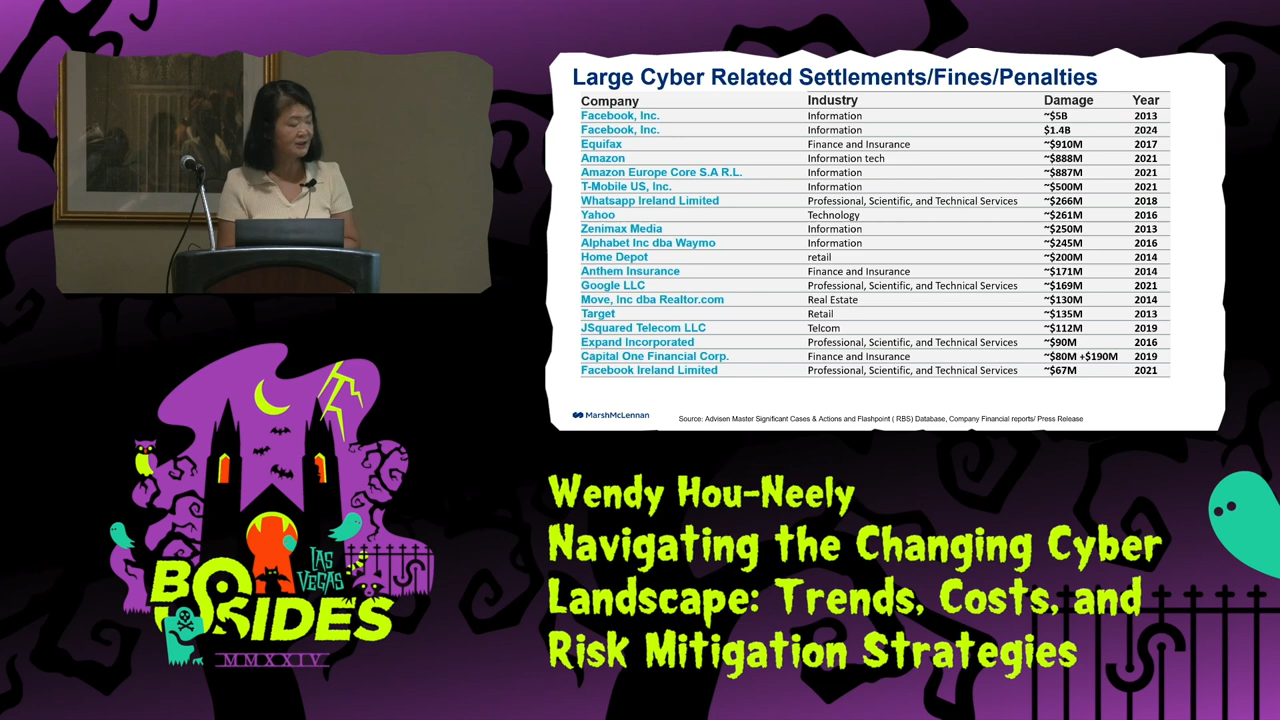 Large Cyber Related Settlements/Fines/Penalties
Company Industry Damage Year
Facebook, Inc. Information ~$5B 2013
Facebook, Inc. Information $1.4B 2024
Equifax Finance and Insurance ~$910M 2017
Amazon Information tech ~$888M 2021
Amazon Europe Core S.A R.L. Information ~$887M 2021
T-Mobile US, Inc. Information ~$500M 2021
Whatsapp Ireland Limited Professional, Scientific, and Technical Services ~$266M 2018
Yahoo Technology ~$261M 2016
Zenimax Media Information ~$250M 2013
Alphabet Inc dba Waymo Information ~$245M 2016
Home Depot retail ~$200M 2014
Anthem Insurance Finance and Insurance ~$171M 2014
Google LLC Professional, Scientific, and Technical Services ~$169M 2021
Move, Inc dba Realtor.com Real Estate ~$130M 2014
Target Retail ~$135M 2013
JSquared Telecom LLC Telcom ~$112M 2019
Expand Incorporated Professional, Scientific, and Technical Services ~$90M 2016
Capital One Financial Corp. Finance and Insurance ~$80M +$190M 2019
Facebook Ireland Limited Professional, Scientific, and Technical Services ~$67M 2021
MarshMcLennan
Source: Advisen Master Significant Cases & Actions and Flashpoint ( RBS) Database, Company Financial reports/ Press Release
Wendy Hou-Neely
Navigating the Changing Cyber
Landscape: Trends, Costs, and
Risk Mitigation Strategies
LAS
VEGAS
BSIDES
MMXXIV